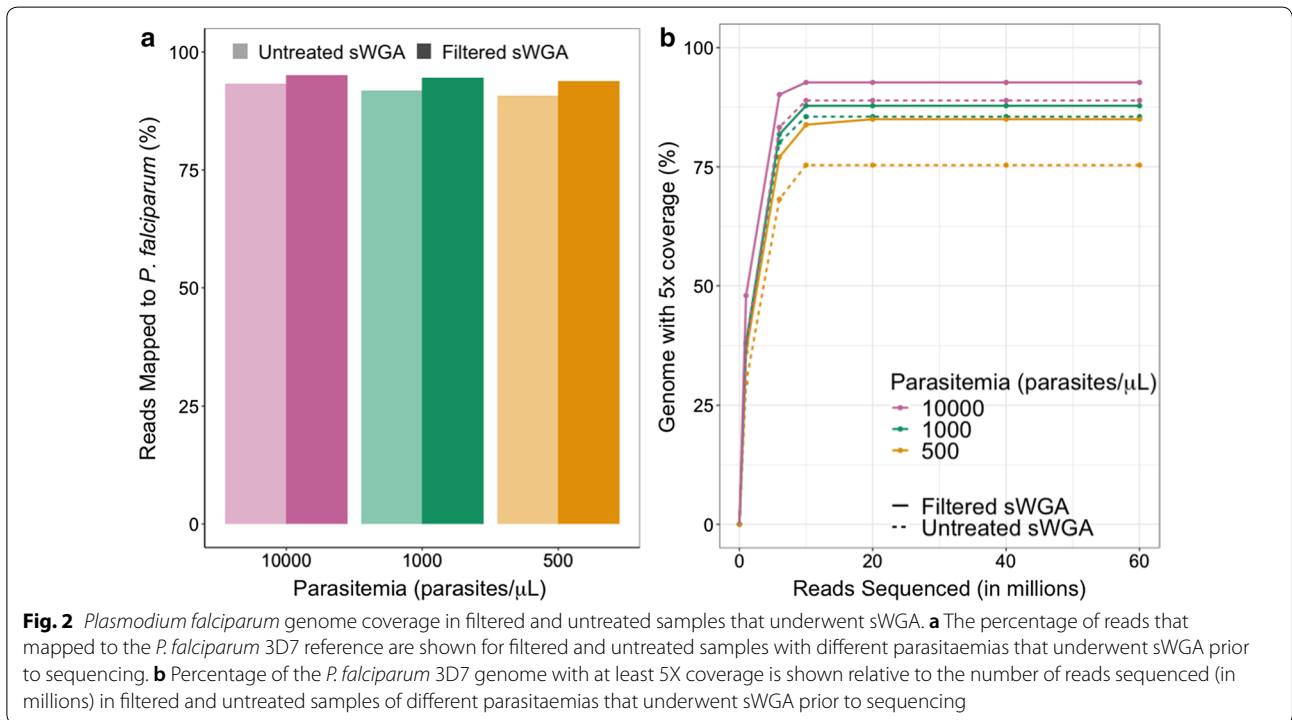 a
Untreated sWGA
Filtered sWGA
Reads Mapped to P. falciparum (%)
100
75
50
25
0
10000
1000
500
Parasitemia (parasites/μL)
b
Genome with 5x coverage (%)
100
75
50
25
0
Parasitemia (parasites/μL)
10000
1000
500
Filtered sWGA
Untreated sWGA
0
20
40
60
Reads Sequenced (in millions)
Fig. 2 Plasmodium falciparum genome coverage in filtered and untreated samples that underwent sWGA. a The percentage of reads that
mapped to the P. falciparum 3D7 reference are shown for filtered and untreated samples with different parasitaemias that underwent sWGA prior
to sequencing. b Percentage of the P. falciparum 3D7 genome with at least 5X coverage is shown relative to the number of reads sequenced (in
millions) in filtered and untreated samples of different parasitaemias that underwent sWGA prior to sequencing